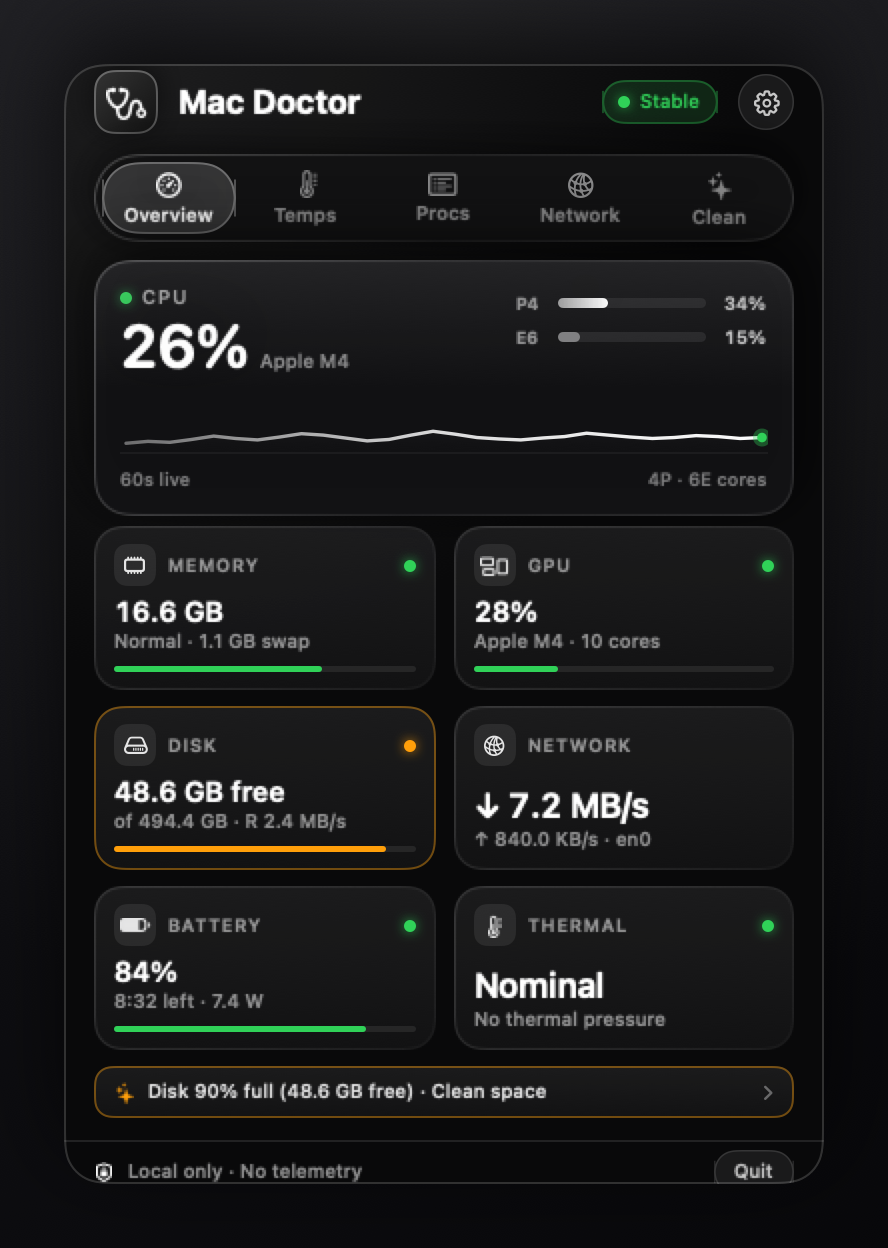 Mac Doctor
Stable
Overview
Temps
Procs
Network
Clean
CPU
26% Apple M4
P4 34%
E6 15%
60s live
4P · 6E cores
MEMORY
16.6 GB
Normal · 1.1 GB swap
GPU
28%
Apple M4 · 10 cores
DISK
48.6 GB free
of 494.4 GB · R 2.4 MB/s
NETWORK
↓ 7.2 MB/s
↑ 840.0 KB/s · en0
BATTERY
84%
8:32 left · 7.4 W
THERMAL
Nominal
No thermal pressure
Disk 90% full (48.6 GB free) · Clean space
Local only · No telemetry
Quit